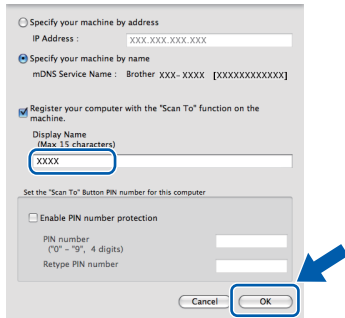 Specify your machine by address
IP Address : XXX.XXX.XXX.XXX
Specify your machine by name
mDNS Service Name : Brother XXX-XXXX [XXXXXXXXXXXX]
Register your computer with the "Scan To" function on the
machine.
Display Name
(Max 15 characters)
XXXX
Set the "Scan To" Button PIN number for this computer
Enable PIN number protection
PIN number
("0" - "9", 4 digits)
Retype PIN number
Cancel OK